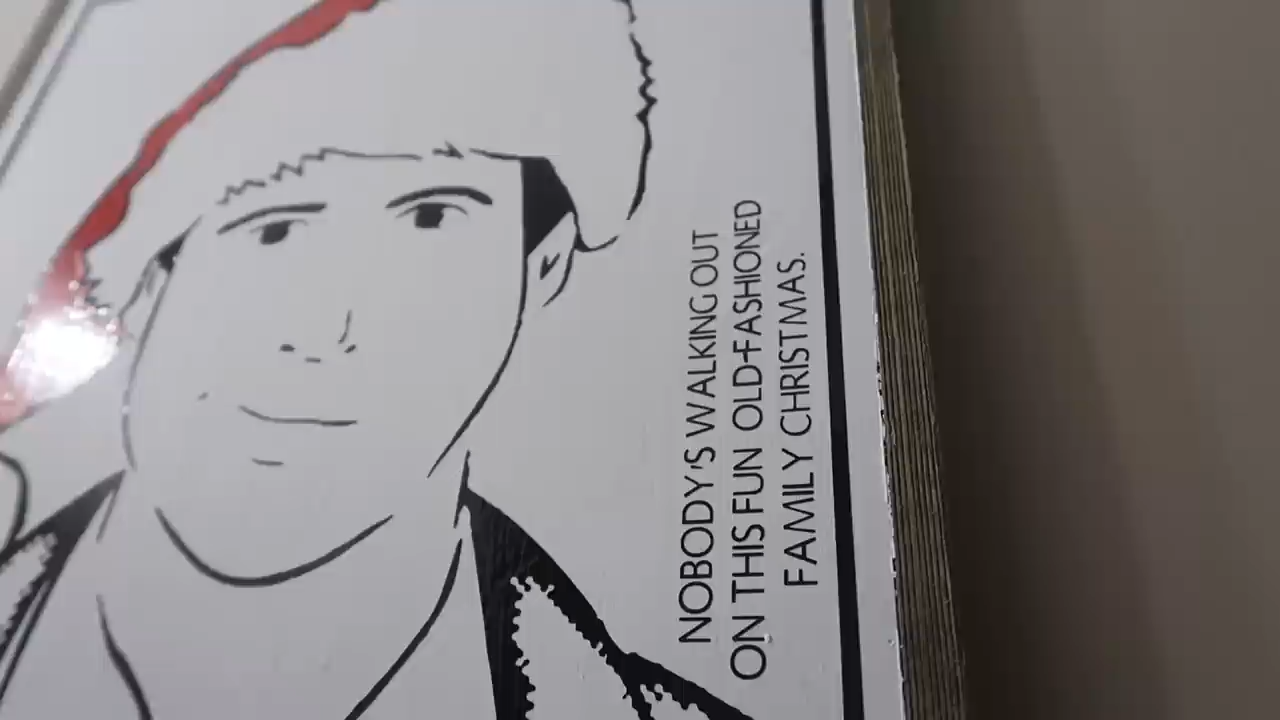 NOBODY'S WALKING OUT
ON THIS FUN OLD-FASHIONED
FAMILY CHRISTMAS.